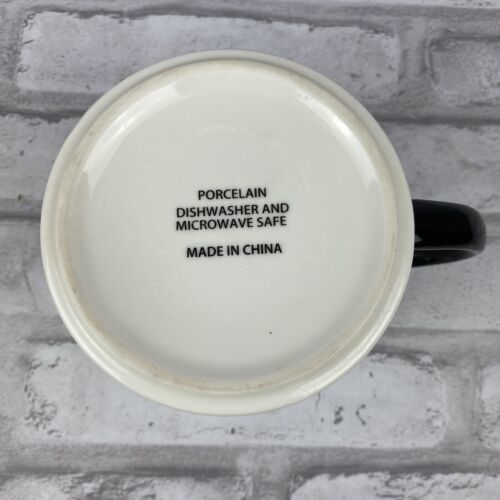 PORCELAIN
DISHWASHER AND
MICROWAVE SAFE
MADE iN CHINA